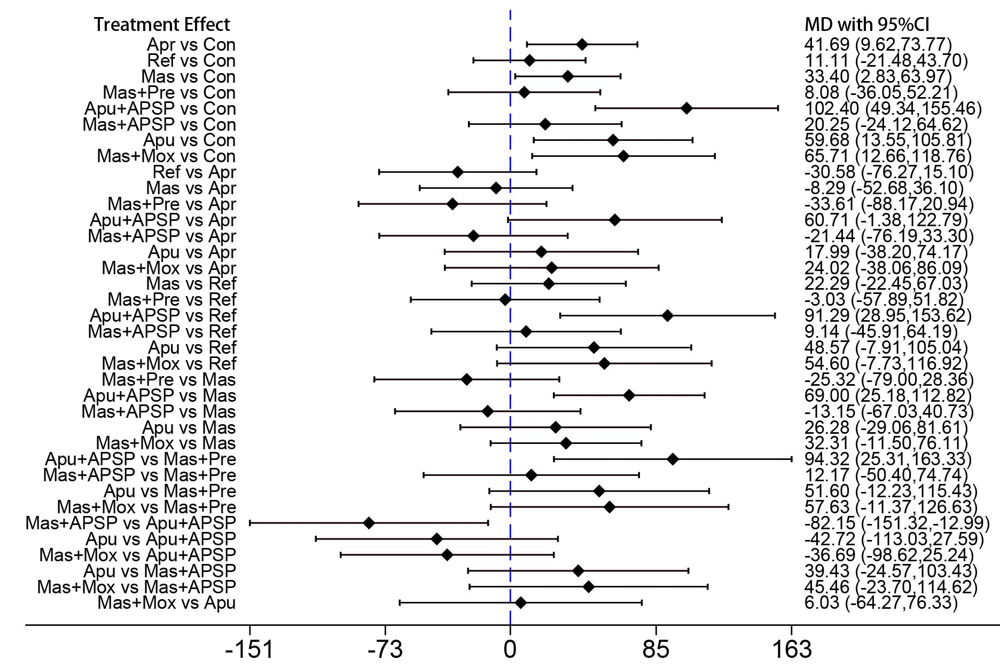 Treatment Effect MD with 95%CI
Apr vs Con 41.69 (9.62,73.77)
Ref vs Con 11.11 (-21.48,43.70)
Mas vs Con 33.40 (2.83,63.97)
Mas+Pre vs Con 8.08 (-36.05,52.21)
Apu+APSP vs Con 102.40 (49.34,155.46)
Mas+APSP vs Con 20.25 (-24.12,64.62)
Apu vs Con 59.68 (13.55,105.81)
Mas+Mox vs Con 65.71 (12.66,118.76)
Ref vs Apr -30.58 (-76.27,15.10)
Mas vs Apr -8.29 (-52.68,36.10)
Mas+Pre vs Apr -33.61 (-88.17,20.94)
Apu+APSP vs Apr 60.71 (-1.38,122.79)
Mas+APSP vs Apr -21.44 (-76.19,33.30)
Apu vs Apr 17.99 (-38.20,74.17)
Mas+Mox vs Apr 24.02 (-38.06,86.09)
Mas vs Ref 22.29 (-22.45,67.03)
Mas+Pre vs Ref -3.03 (-57.89,51.82)
Apu+APSP vs Ref 91.29 (28.95,153.62)
Mas+APSP vs Ref 9.14 (-45.91,64.19)
Apu vs Ref 48.57 (-7.91,105.04)
Mas+Mox vs Ref 54.60 (-7.73,116.92)
Mas+Pre vs Mas -25.32 (-79.00,28.36)
Apu+APSP vs Mas 69.00 (25.18,112.82)
Mas+APSP vs Mas -13.15 (-67.03,40.73)
Apu vs Mas 26.28 (-29.06,81.61)
Mas+Mox vs Mas 32.31 (-11.50,76.11)
Apu+APSP vs Mas+Pre 94.32 (25.31,163.33)
Mas+APSP vs Mas+Pre 12.17 (-50.40,74.74)
Apu vs Mas+Pre 51.60 (-12.23,115.43)
Mas+Mox vs Mas+Pre 57.63 (-11.37,126.63)
Mas+APSP vs Apu+APSP -82.15 (-151.32,-12.99)
Apu vs Apu+APSP -42.72 (-113.03,27.59)
Mas+Mox vs Apu+APSP -36.69 (-98.62,25.24)
Apu vs Mas+APSP 39.43 (-24.57,103.43)
Mas+Mox vs Mas+APSP 45.46 (-23.70,114.62)
Mas+Mox vs Apu 6.03 (-64.27,76.33)
-151 -73 0 85 163